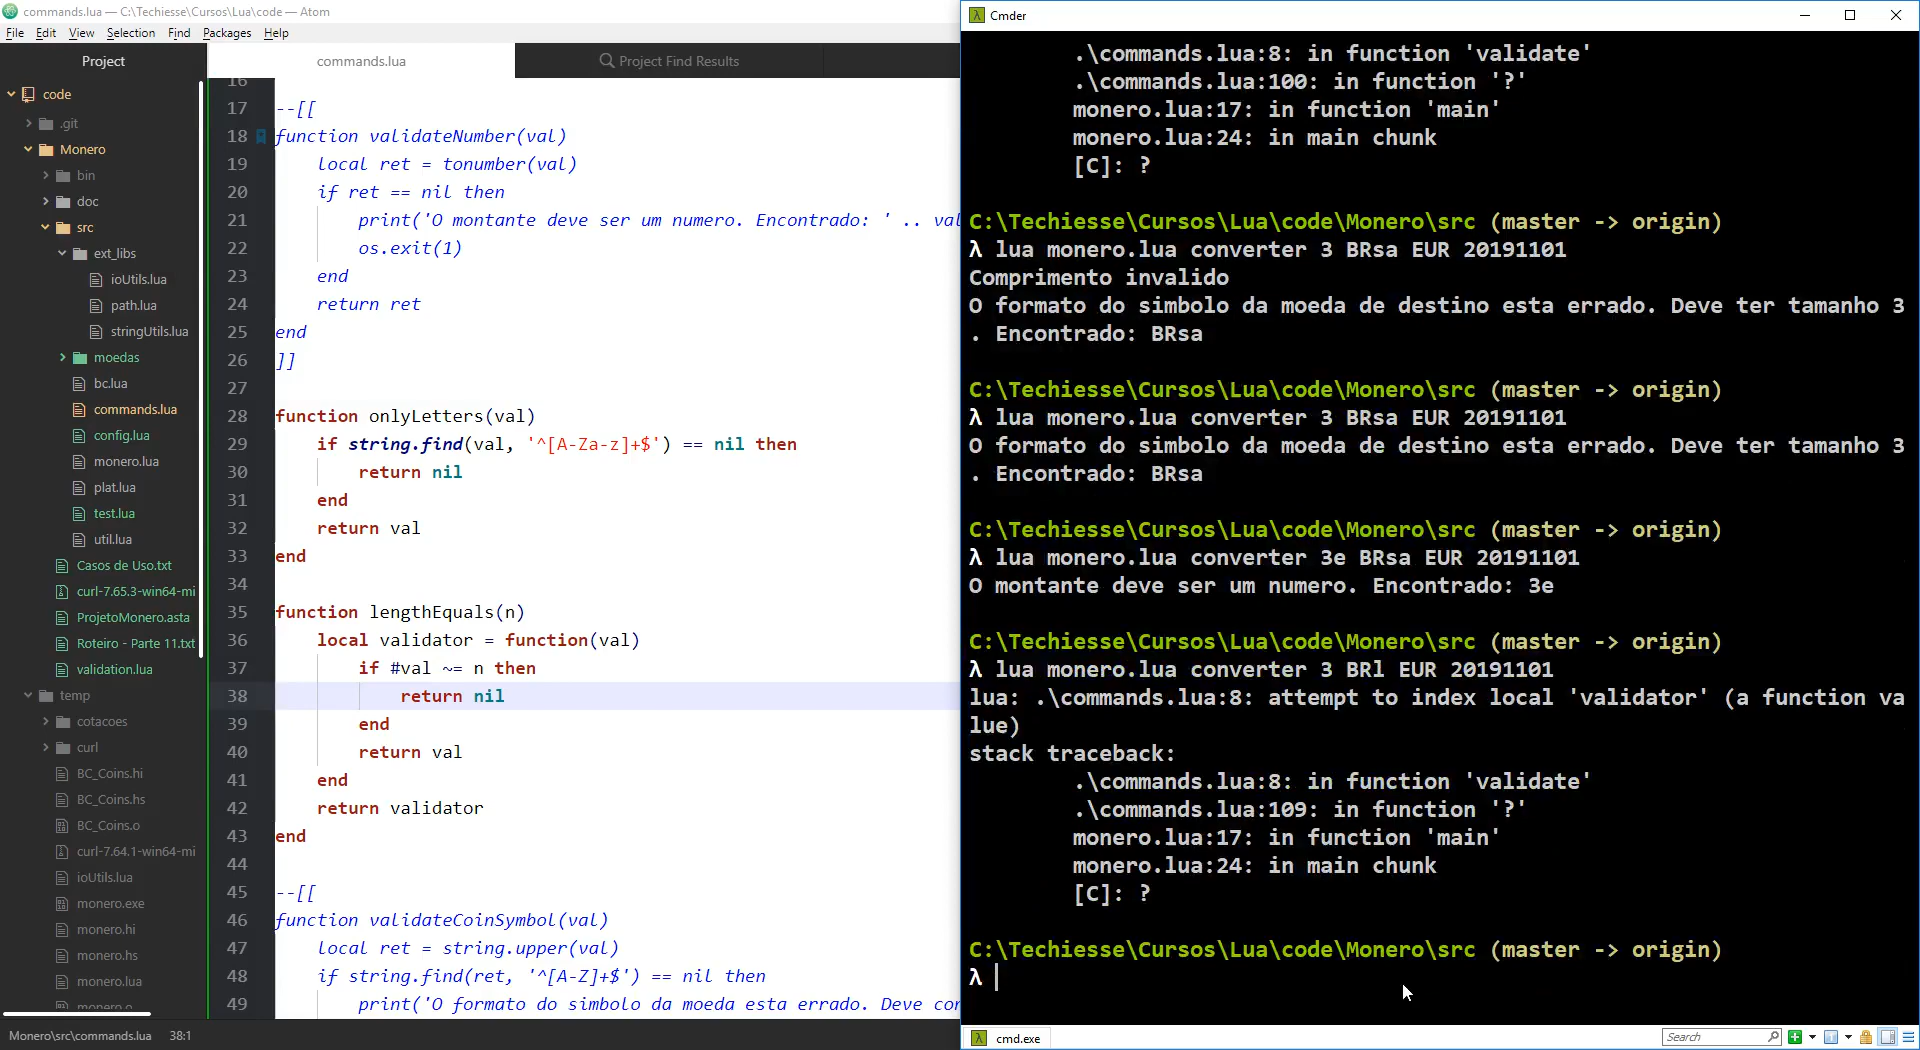 commands.lua — C:\Techiesse\Cursos\Lua\code — Atom
File Edit View Selection Find Packages Help
Project
code
.git
Monero
bin
doc
src
ext_libs
ioUtils.lua
path.lua
stringUtils.lua
moedas
bc.lua
commands.lua
config.lua
monero.lua
plat.lua
test.lua
util.lua
Casos de Uso.txt
curl-7.65.3-win64-mi
ProjetoMonero.asta
Roteiro - Parte 11.txt
validation.lua
temp
cotacoes
curl
BC_Coins.hi
BC_Coins.hs
BC_Coins.o
curl-7.64.1-win64-mi
ioUtils.lua
monero.exe
monero.hi
monero.hs
monero.lua
monero.o
commands.lua
Project Find Results
16
17 --[[
18 function validateNumber(val)
19 local ret = tonumber(val)
20 if ret == nil then
21 print('O montante deve ser um numero. Encontrado: ' .. val
22 os.exit(1)
23 end
24 return ret
25 end
26 ]]
27
28 function onlyLetters(val)
29 if string.find(val, '^[A-Za-z]+$') == nil then
30 return nil
31 end
32 return val
33 end
34
35 function lengthEquals(n)
36 local validator = function(val)
37 if #val ~= n then
38 return nil
39 end
40 return val
41 end
42 return validator
43 end
44
45 --[[
46 function validateCoinSymbol(val)
47 local ret = string.upper(val)
48 if string.find(ret, '^[A-Z]+$') == nil then
49 print('O formato do simbolo da moeda esta errado. Deve con
Monero\src\commands.lua 38:1
Cmder
.\commands.lua:8: in function 'validate'
.\commands.lua:100: in function '?'
monero.lua:17: in function 'main'
monero.lua:24: in main chunk
[C]: ?
C:\Techiesse\Cursos\Lua\code\Monero\src (master -> origin)
λ lua monero.lua converter 3 BRsa EUR 20191101
Comprimento invalido
O formato do simbolo da moeda de destino esta errado. Deve ter tamanho 3
. Encontrado: BRsa
C:\Techiesse\Cursos\Lua\code\Monero\src (master -> origin)
λ lua monero.lua converter 3 BRsa EUR 20191101
O formato do simbolo da moeda de destino esta errado. Deve ter tamanho 3
. Encontrado: BRsa
C:\Techiesse\Cursos\Lua\code\Monero\src (master -> origin)
λ lua monero.lua converter 3e BRsa EUR 20191101
O montante deve ser um numero. Encontrado: 3e
C:\Techiesse\Cursos\Lua\code\Monero\src (master -> origin)
λ lua monero.lua converter 3 BRl EUR 20191101
lua: .\commands.lua:8: attempt to index local 'validator' (a function va
lue)
stack traceback:
.\commands.lua:8: in function 'validate'
.\commands.lua:109: in function '?'
monero.lua:17: in function 'main'
monero.lua:24: in main chunk
[C]: ?
C:\Techiesse\Cursos\Lua\code\Monero\src (master -> origin)
λ
cmd.exe
Search